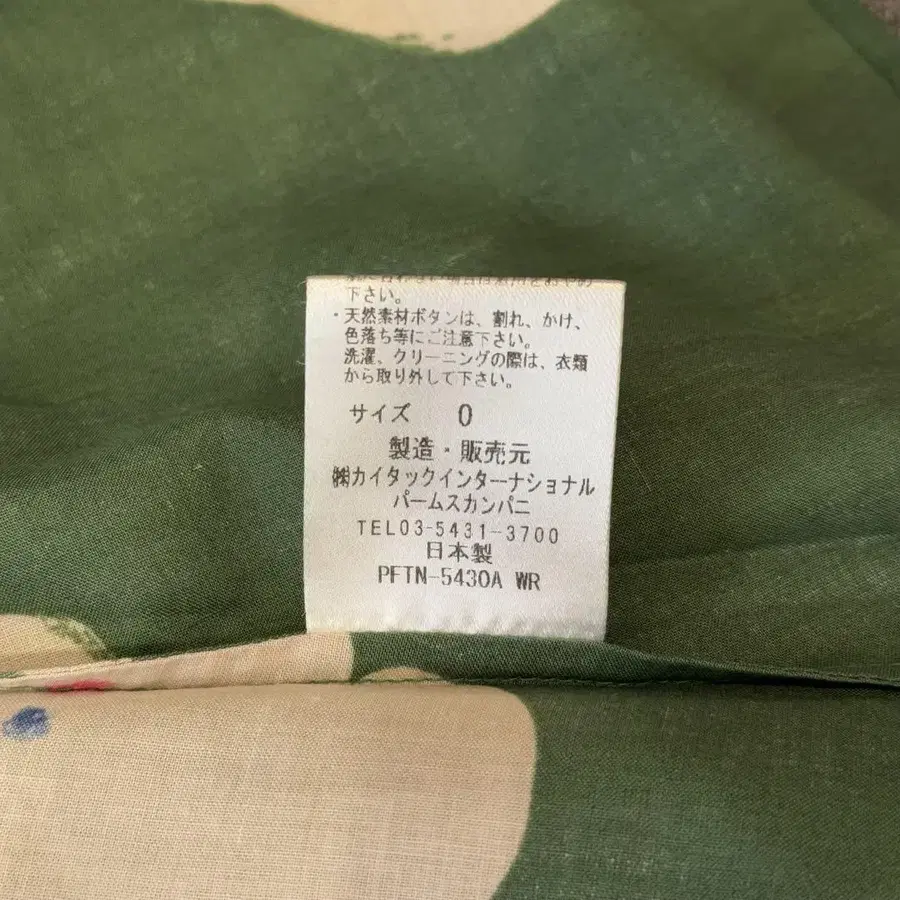 下さい。
・天然素材ボタンは、割れ、かけ、
色落ち等にご注意下さい。
洗濯、クリーニングの際は、衣類
から取り外して下さい。
サイズ 0
製造・販売元
㈱カイタックインターナショナル
パームスカンパニ
TEL03-5431-3700
日本製
PFTN-5430A WR